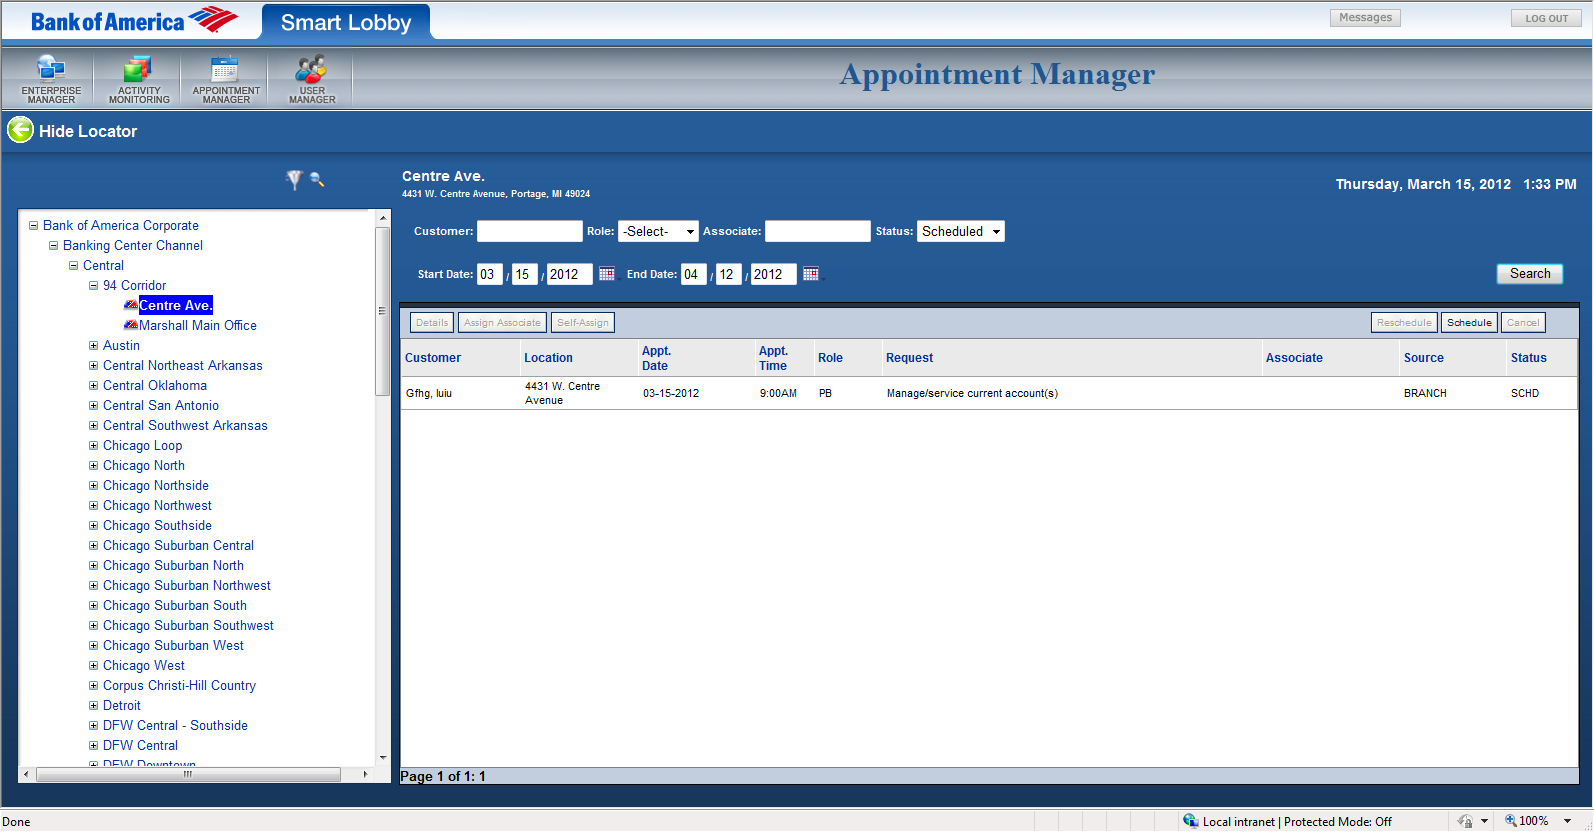 Bank of America
Smart Lobby
Messages
LOG OUT
ENTERPRISE MANAGER
ACTIVITY MONITORING
APPOINTMENT MANAGER
USER MANAGER
Appointment Manager
Hide Locator
Centre Ave.
4431 W. Centre Avenue, Portage, MI 49024
Thursday, March 15, 2012 1:33 PM
Customer: Role: -Select- Associate: Status: Scheduled
Start Date: 03 / 15 / 2012 End Date: 04 / 12 / 2012
Search
Bank of America Corporate
Banking Center Channel
Central
94 Corridor
Centre Ave.
Marshall Main Office
Austin
Central Northeast Arkansas
Central Oklahoma
Central San Antonio
Central Southwest Arkansas
Chicago Loop
Chicago North
Chicago Northside
Chicago Northwest
Chicago Southside
Chicago Suburban Central
Chicago Suburban North
Chicago Suburban Northwest
Chicago Suburban South
Chicago Suburban Southwest
Chicago Suburban West
Chicago West
Corpus Christi-Hill Country
Detroit
DFW Central - Southside
DFW Central
DFW Downtown
Details Assign Associate Self-Assign Reschedule Schedule Cancel
Customer Location Appt. Date Appt. Time Role Request Associate Source Status
Gfhg, luiu 4431 W. Centre Avenue 03-15-2012 9:00AM PB Manage/service current account(s) BRANCH SCHD
Page 1 of 1: 1
Done
Local intranet | Protected Mode: Off
100%